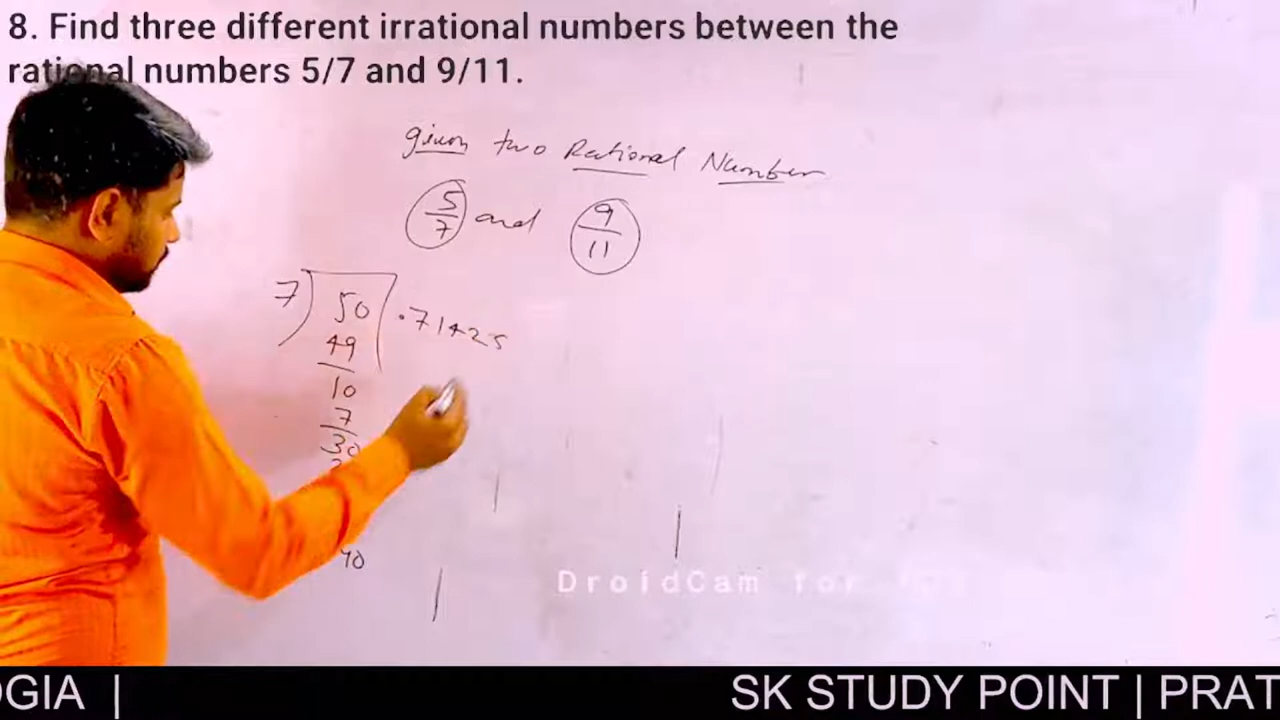 8. Find three different irrational numbers between the
rational numbers 5/7 and 9/11.
given two Rational Number
5/7 and 9/11
7) 50 ( .71425
49
10
7
30
40
DroidCam for
OGIA | SK STUDY POINT | PRAT